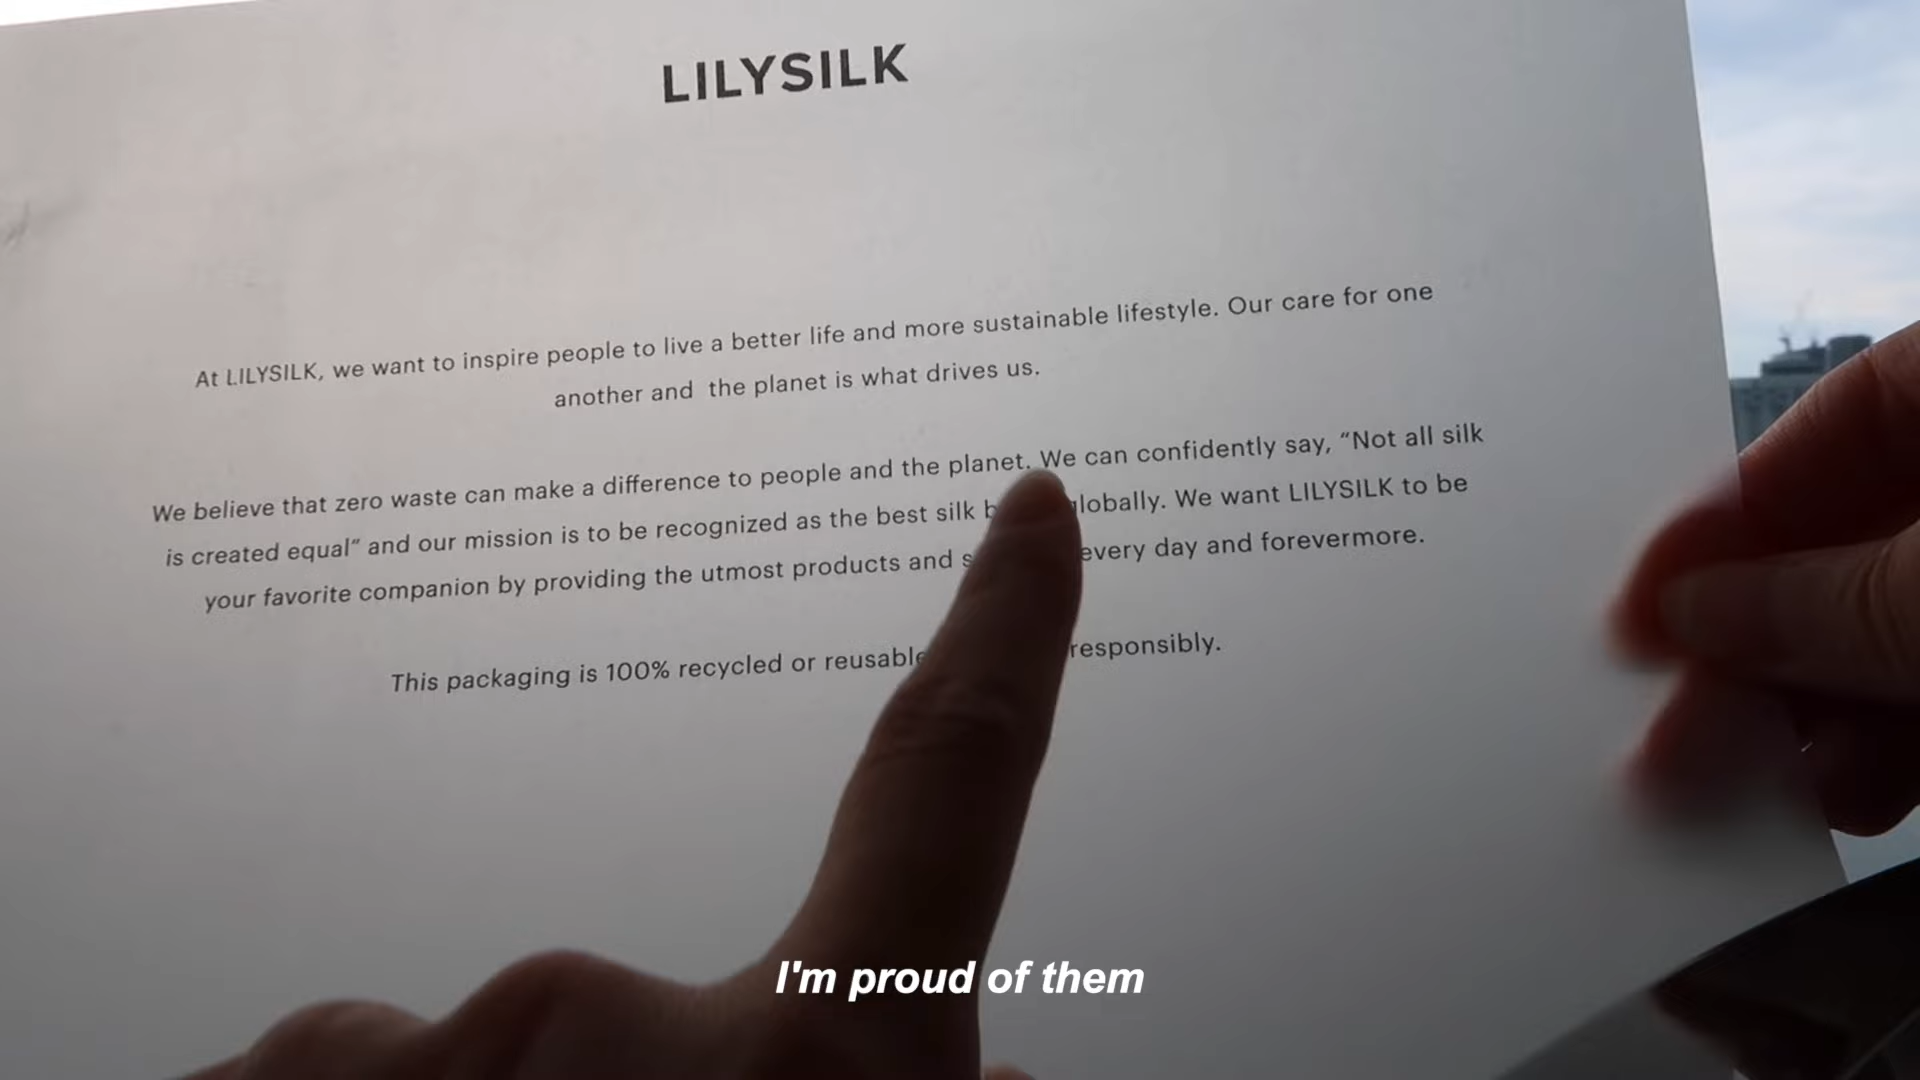 LILYSILK
At LILYSILK, we want to inspire people to live a better life and more sustainable lifestyle. Our care for one
another and the planet is what drives us.
We believe that zero waste can make a difference to people and the planet. We can confidently say, “Not all silk
is created equal” and our mission is to be recognized as the best silk globally. We want LILYSILK to be
your favorite companion by providing the utmost products and every day and forevermore.
This packaging is 100% recycled or reusable responsibly.
I'm proud of them